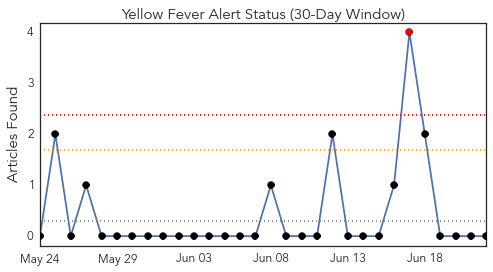 Yellow Fever Alert Status (30-Day Window)
Articles Found
4
3
2
1
0
May 24 May 29 Jun 03 Jun 08 Jun 13 Jun 18